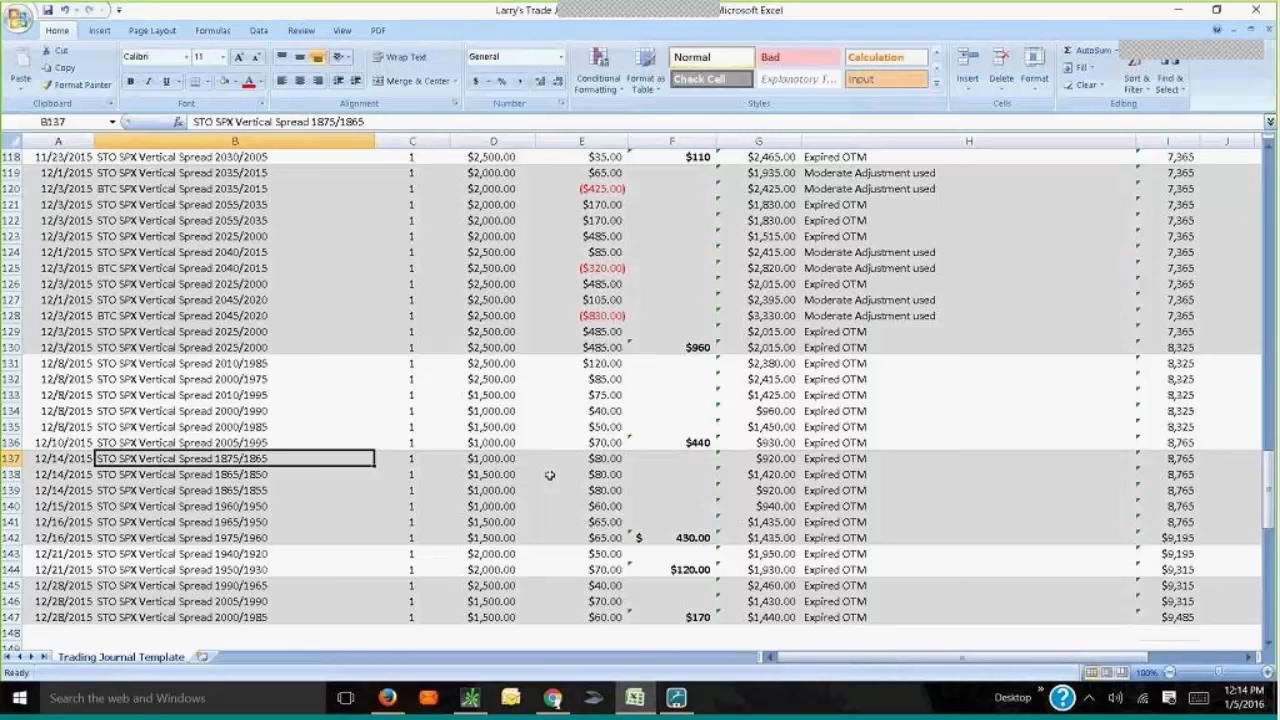 Larry's Trade J Microsoft Excel
Home Insert Page Layout Formulas Data Review View PDF
Cut
Copy
Format Painter
Paste
Clipboard
Calibri 11
Font
Wrap Text
Merge & Center
Alignment
General
Number
Conditional Formatting
Format as Table
Normal Bad Calculation
Check Cell Explanatory T... Input
Styles
Insert Delete Format
Cells
AutoSum
Fill
Clear
Sort & Filter
Find & Select
Editing
B137 fx STO SPX Vertical Spread 1875/1865
A B C D E F G H I J
118 11/23/2015 STO SPX Vertical Spread 2030/2005 1 $2,500.00 $35.00 $110 $2,465.00 Expired OTM 7,365
119 12/1/2015 STO SPX Vertical Spread 2035/2015 1 $2,000.00 $65.00 $1,935.00 Moderate Adjustment used 7,365
120 12/3/2015 BTC SPX Vertical Spread 2035/2015 1 $2,000.00 ($425.00) $2,425.00 Moderate Adjustment used 7,365
121 12/3/2015 STO SPX Vertical Spread 2055/2035 1 $2,000.00 $170.00 $1,830.00 Expired OTM 7,365
122 12/3/2015 STO SPX Vertical Spread 2055/2035 1 $2,000.00 $170.00 $1,830.00 Expired OTM 7,365
123 12/3/2015 STO SPX Vertical Spread 2025/2000 1 $2,000.00 $485.00 $1,515.00 Expired OTM 7,365
124 12/1/2015 STO SPX Vertical Spread 2040/2015 1 $2,500.00 $85.00 $2,415.00 Moderate Adjustment used 7,365
125 12/3/2015 BTC SPX Vertical Spread 2040/2015 1 $2,500.00 ($320.00) $2,820.00 Moderate Adjustment used 7,365
126 12/3/2015 STO SPX Vertical Spread 2025/2000 1 $2,500.00 $485.00 $2,015.00 Expired OTM 7,365
127 12/1/2015 STO SPX Vertical Spread 2045/2020 1 $2,500.00 $105.00 $2,395.00 Moderate Adjustment used 7,365
128 12/3/2015 BTC SPX Vertical Spread 2045/2020 1 $2,500.00 ($830.00) $3,330.00 Moderate Adjustment used 7,365
129 12/3/2015 STO SPX Vertical Spread 2025/2000 1 $2,500.00 $485.00 $2,015.00 Expired OTM 7,365
130 12/3/2015 STO SPX Vertical Spread 2025/2000 1 $2,500.00 $485.00 $960 $2,015.00 Expired OTM 8,325
131 12/8/2015 STO SPX Vertical Spread 2010/1985 1 $2,500.00 $120.00 $2,380.00 Expired OTM 8,325
132 12/8/2015 STO SPX Vertical Spread 2000/1975 1 $2,500.00 $85.00 $2,415.00 Expired OTM 8,325
133 12/8/2015 STO SPX Vertical Spread 2010/1995 1 $2,500.00 $75.00 $1,425.00 Expired OTM 8,325
134 12/8/2015 STO SPX Vertical Spread 2000/1990 1 $1,000.00 $40.00 $960.00 Expired OTM 8,325
135 12/8/2015 STO SPX Vertical Spread 2000/1985 1 $2,500.00 $50.00 $1,450.00 Expired OTM 8,325
136 12/10/2015 STO SPX Vertical Spread 2005/1995 1 $1,000.00 $70.00 $440 $930.00 Expired OTM 8,765
137 12/14/2015 STO SPX Vertical Spread 1875/1865 1 $1,000.00 $80.00 $920.00 Expired OTM 8,765
138 12/14/2015 STO SPX Vertical Spread 1865/1850 1 $1,500.00 $80.00 $1,420.00 Expired OTM 8,765
139 12/14/2015 STO SPX Vertical Spread 1865/1855 1 $1,000.00 $80.00 $920.00 Expired OTM 8,765
140 12/15/2015 STO SPX Vertical Spread 1960/1950 1 $1,000.00 $60.00 $940.00 Expired OTM 8,765
141 12/16/2015 STO SPX Vertical Spread 1965/1950 1 $1,500.00 $65.00 $1,435.00 Expired OTM 8,765
142 12/16/2015 STO SPX Vertical Spread 1975/1960 1 $1,500.00 $65.00 $ 430.00 $1,435.00 Expired OTM $9,195
143 12/21/2015 STO SPX Vertical Spread 1940/1920 1 $2,000.00 $50.00 $1,950.00 Expired OTM $9,195
144 12/21/2015 STO SPX Vertical Spread 1950/1930 1 $2,000.00 $70.00 $120.00 $1,930.00 Expired OTM $9,315
145 12/28/2015 STO SPX Vertical Spread 1990/1965 1 $2,500.00 $40.00 $2,460.00 Expired OTM $9,315
146 12/28/2015 STO SPX Vertical Spread 2005/1990 1 $1,500.00 $70.00 $1,430.00 Expired OTM $9,315
147 12/28/2015 STO SPX Vertical Spread 2000/1985 1 $1,500.00 $60.00 $170 $1,440.00 Expired OTM $9,485
148
149
Trading Journal Template
Ready 100%
Search the web and Windows Desktop 12:14 PM
1/5/2016